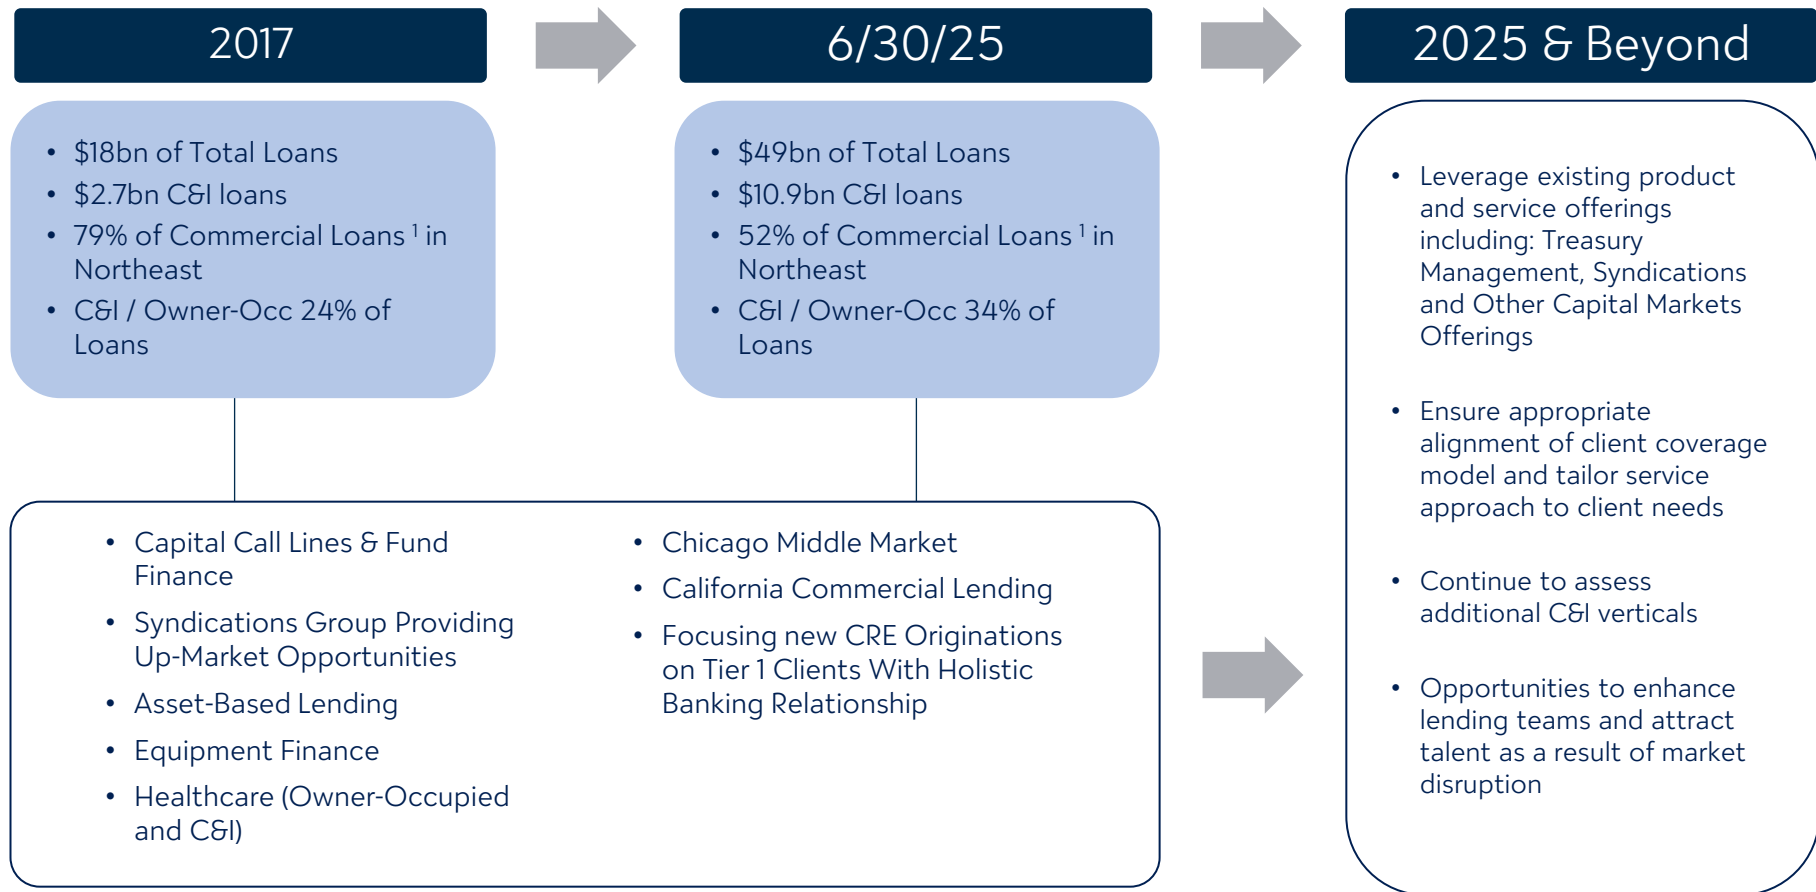 2017
6/30/25
2025 & Beyond
• $18bn of Total Loans
• $2.7bn C&I loans
• 79% of Commercial Loans ¹ in
Northeast
• C&I / Owner-Occ 24% of
Loans
• $49bn of Total Loans
• $10.9bn C&I loans
• 52% of Commercial Loans ¹ in
Northeast
• C&I / Owner-Occ 34% of
Loans
• Capital Call Lines & Fund
Finance
• Syndications Group Providing
Up-Market Opportunities
• Asset-Based Lending
• Equipment Finance
• Healthcare (Owner-Occupied
and C&I)
• Chicago Middle Market
• California Commercial Lending
• Focusing new CRE Originations
on Tier 1 Clients With Holistic
Banking Relationship
• Leverage existing product
and service offerings
including: Treasury
Management, Syndications
and Other Capital Markets
Offerings
• Ensure appropriate
alignment of client coverage
model and tailor service
approach to client needs
• Continue to assess
additional C&I verticals
• Opportunities to enhance
lending teams and attract
talent as a result of market
disruption